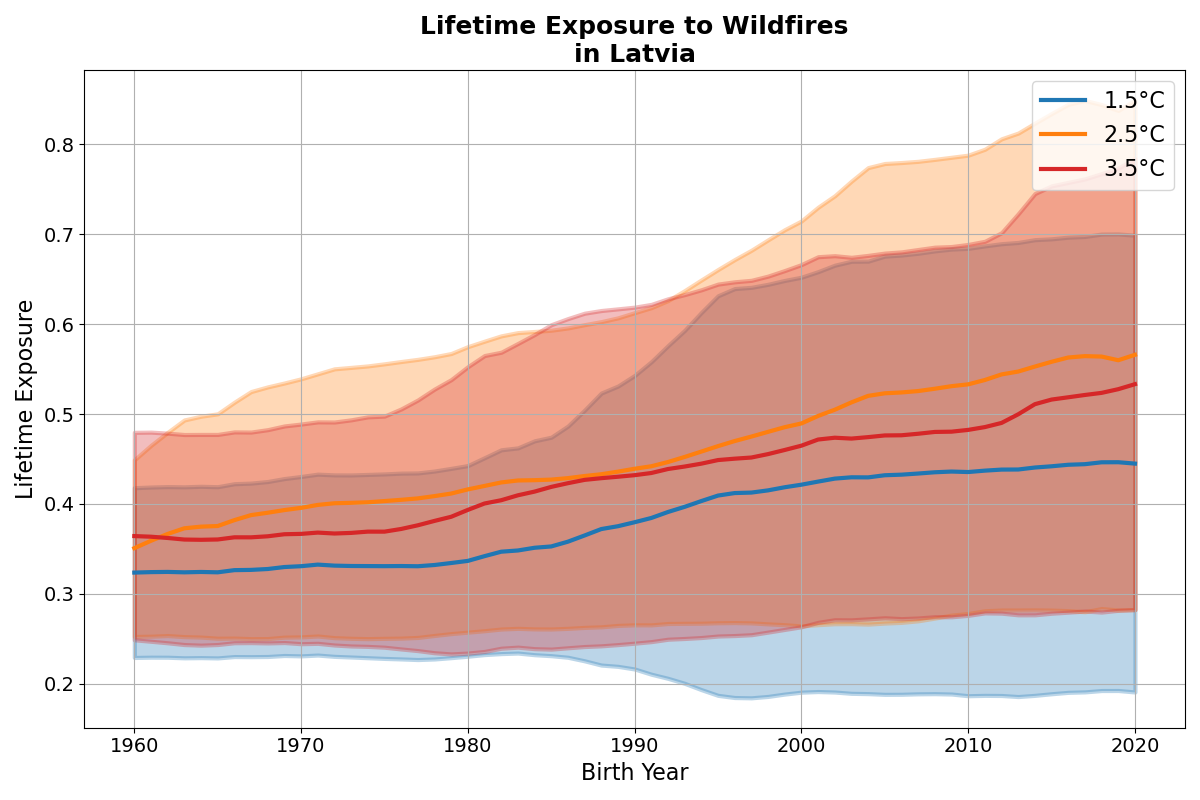 Lifetime Exposure to Wildfires
in Latvia
1.5°C
2.5°C
3.5°C
Lifetime Exposure
0.8
0.7
0.6
0.5
0.4
0.3
0.2
1960
1970
1980
1990
2000
2010
2020
Birth Year